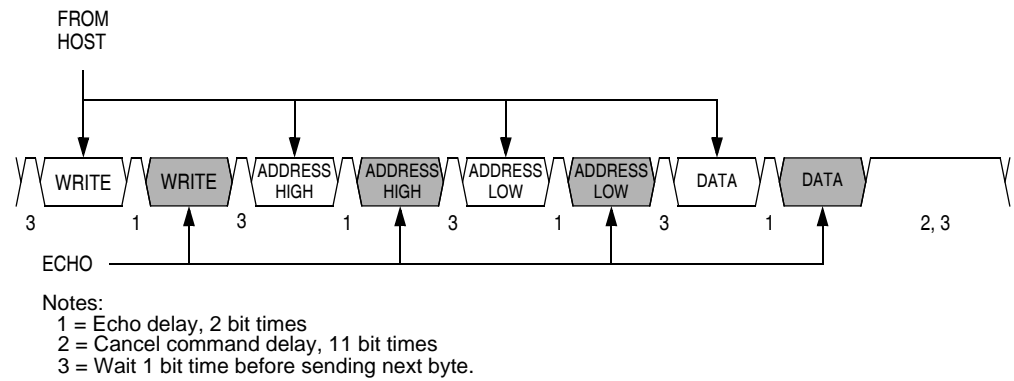 FROM
HOST
WRITE
WRITE
ADDRESS
HIGH
ADDRESS
HIGH
ADDRESS
LOW
ADDRESS
LOW
DATA
DATA
3
1
3
1
3
1
3
1
2, 3
ECHO
Notes:
1 = Echo delay, 2 bit times
2 = Cancel command delay, 11 bit times
3 = Wait 1 bit time before sending next byte.